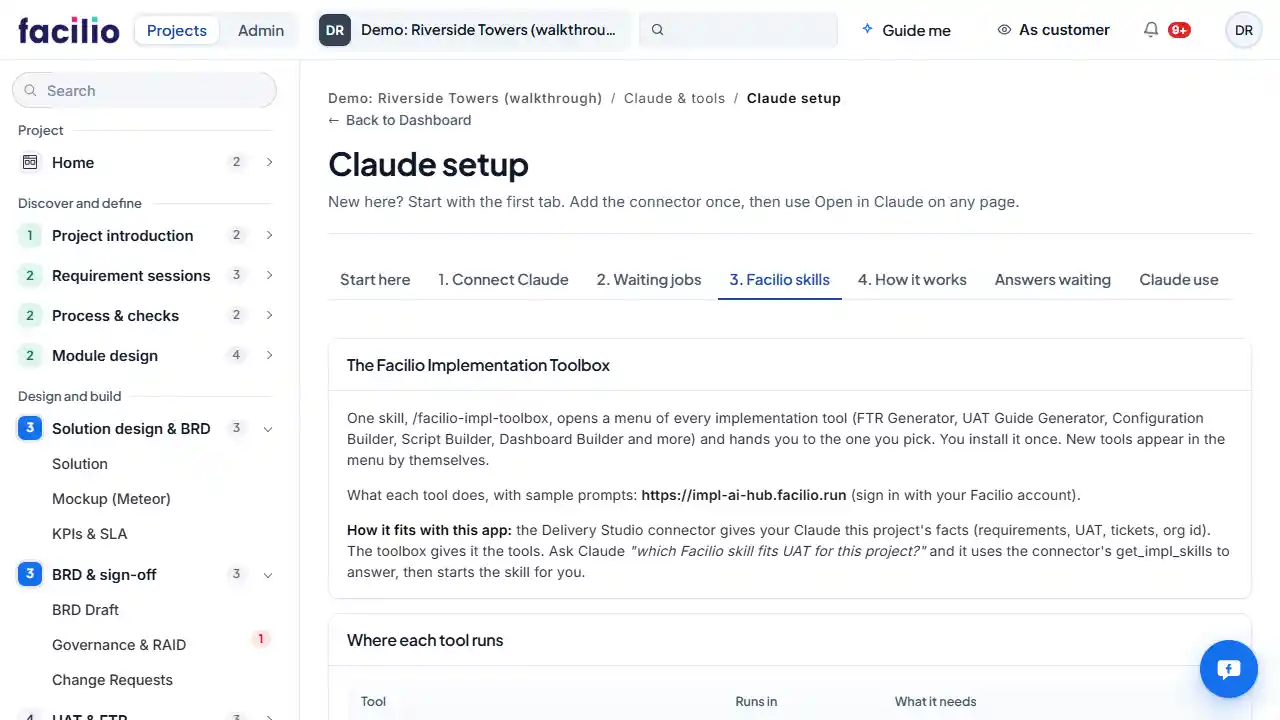 facilio
Projects
Admin
DR
Demo: Riverside Towers (walkthrou...
Guide me
As customer
9+
DR
Search
Project
Home 2
Discover and define
1 Project introduction 2
2 Requirement sessions 3
2 Process & checks 2
2 Module design 4
Design and build
3 Solution design & BRD 3
Solution
Mockup (Meteor)
KPIs & SLA
3 BRD & sign-off 3
BRD Draft
Governance & RAID 1
Change Requests
4 UAT & FTR 3
Demo: Riverside Towers (walkthrough) / Claude & tools / Claude setup
← Back to Dashboard
Claude setup
New here? Start with the first tab. Add the connector once, then use Open in Claude on any page.
Start here
1. Connect Claude
2. Waiting jobs
3. Facilio skills
4. How it works
Answers waiting
Claude use
The Facilio Implementation Toolbox
One skill, /facilio-impl-toolbox, opens a menu of every implementation tool (FTR Generator, UAT Guide Generator, Configuration
Builder, Script Builder, Dashboard Builder and more) and hands you to the one you pick. You install it once. New tools appear in the
menu by themselves.
What each tool does, with sample prompts: https://impl-ai-hub.facilio.run (sign in with your Facilio account).
How it fits with this app: the Delivery Studio connector gives your Claude this project's facts (requirements, UAT, tickets, org id).
The toolbox gives it the tools. Ask Claude "which Facilio skill fits UAT for this project?" and it uses the connector's get_impl_skills to
answer, then starts the skill for you.
Where each tool runs
Tool
Runs in
What it needs